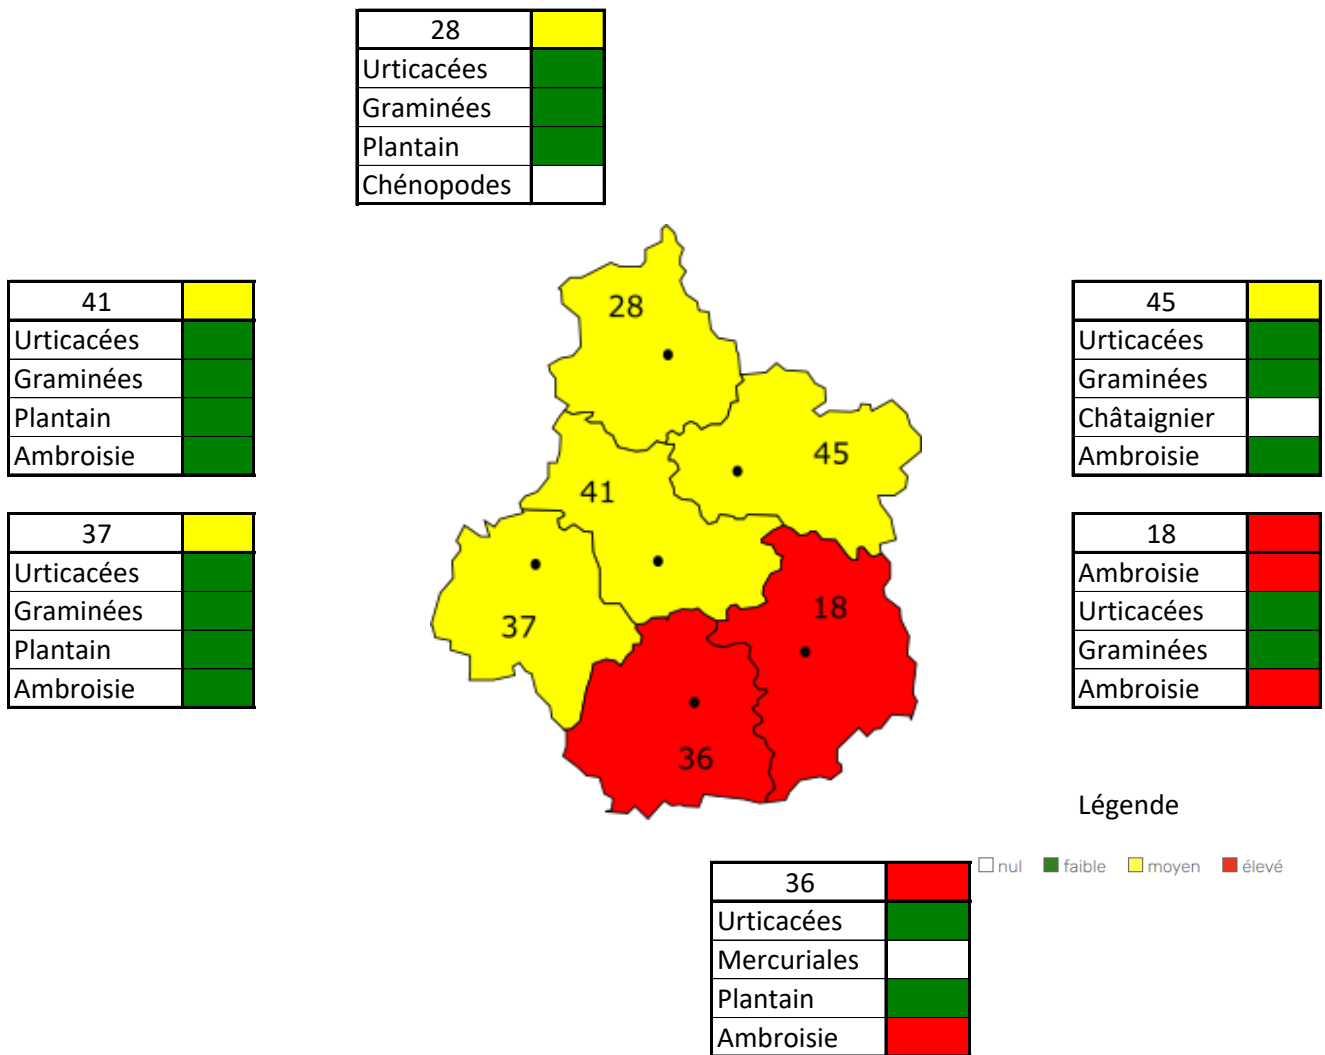 28
Urticacées
Graminées
Plantain
Chénopodes
41
Urticacées
Graminées
Plantain
Ambroisie
37
Urticacées
Graminées
Plantain
Ambroisie
28
45
41
37
18
36
45
Urticacées
Graminées
Châtaignier
Ambroisie
18
Ambroisie
Urticacées
Graminées
Ambroisie
Légende
nul faible moyen élevé
36
Urticacées
Mercuriales
Plantain
Ambroisie